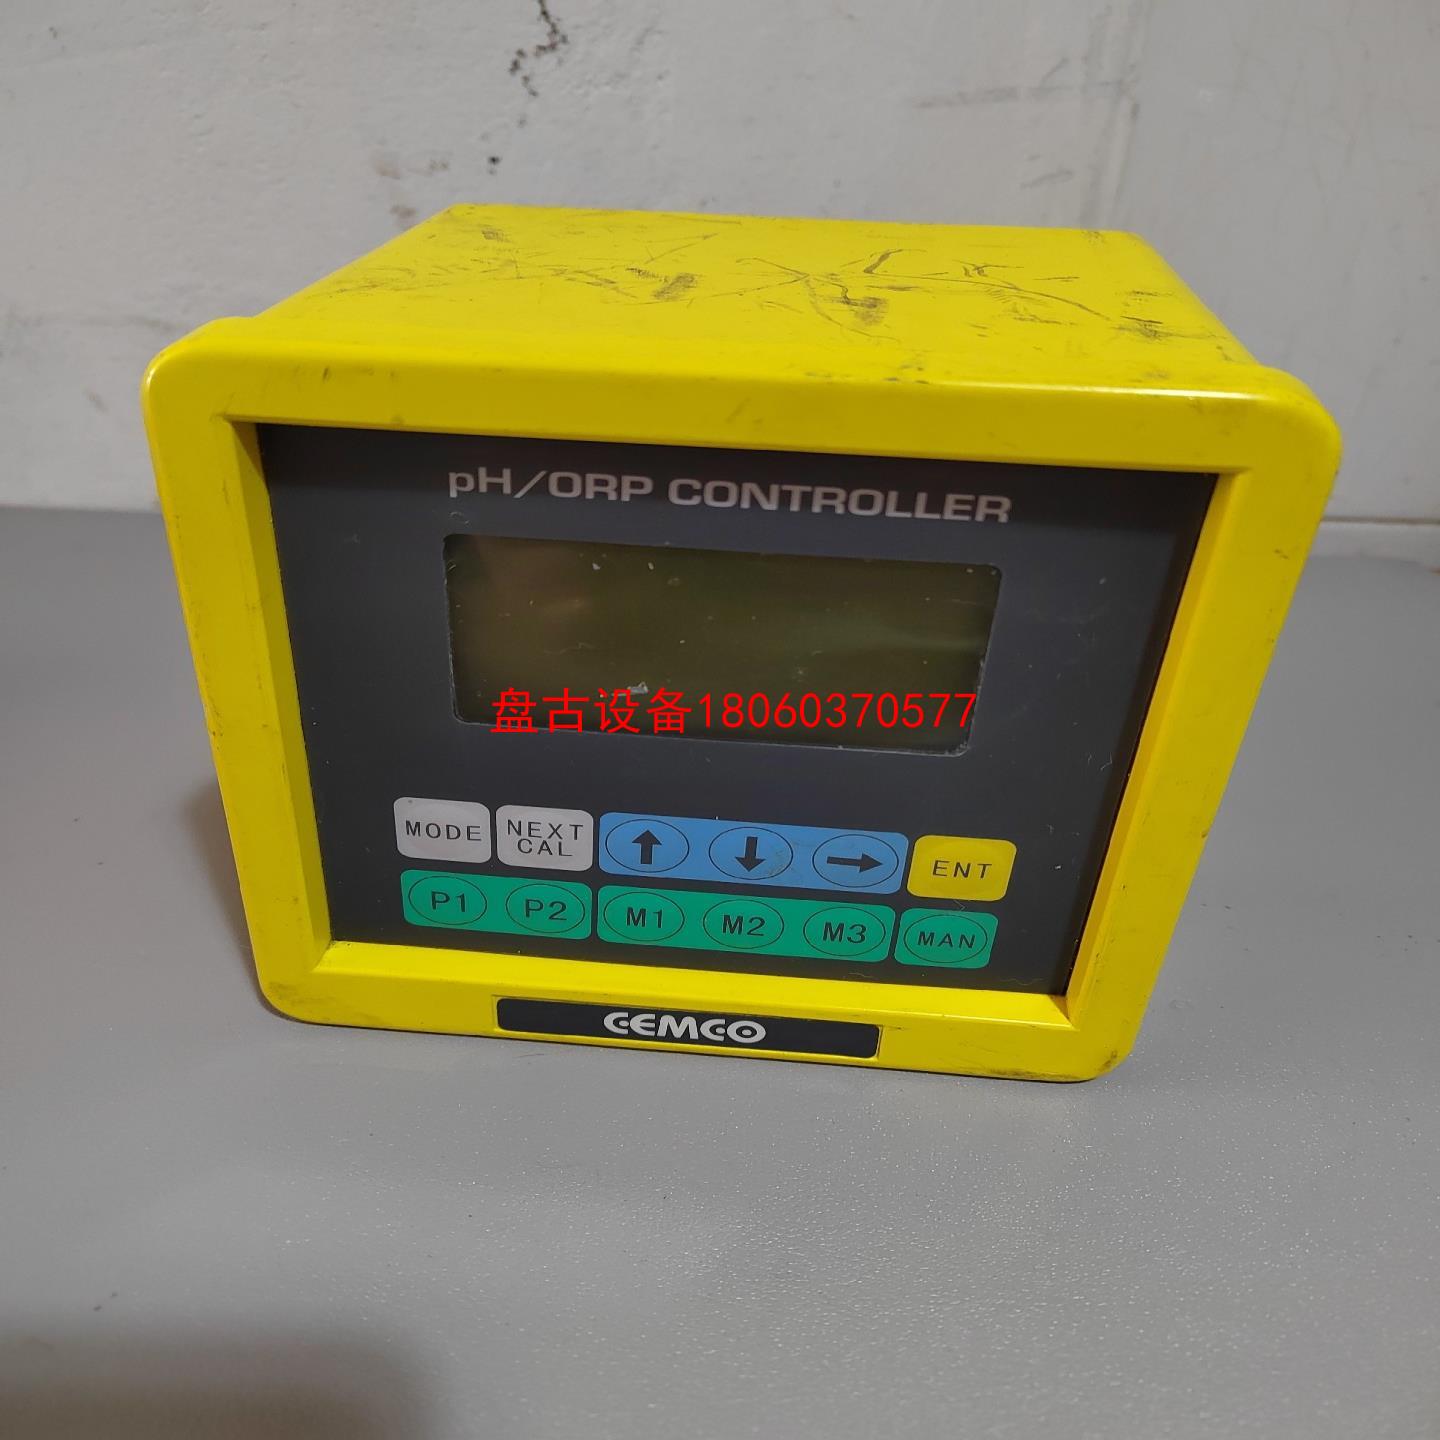 pH/ORP CONTROLLER
盘古设备18060370577
MODE
NEXT CAL
ENT
P1
P2
M1
M2
M3
MAN
GEMCO